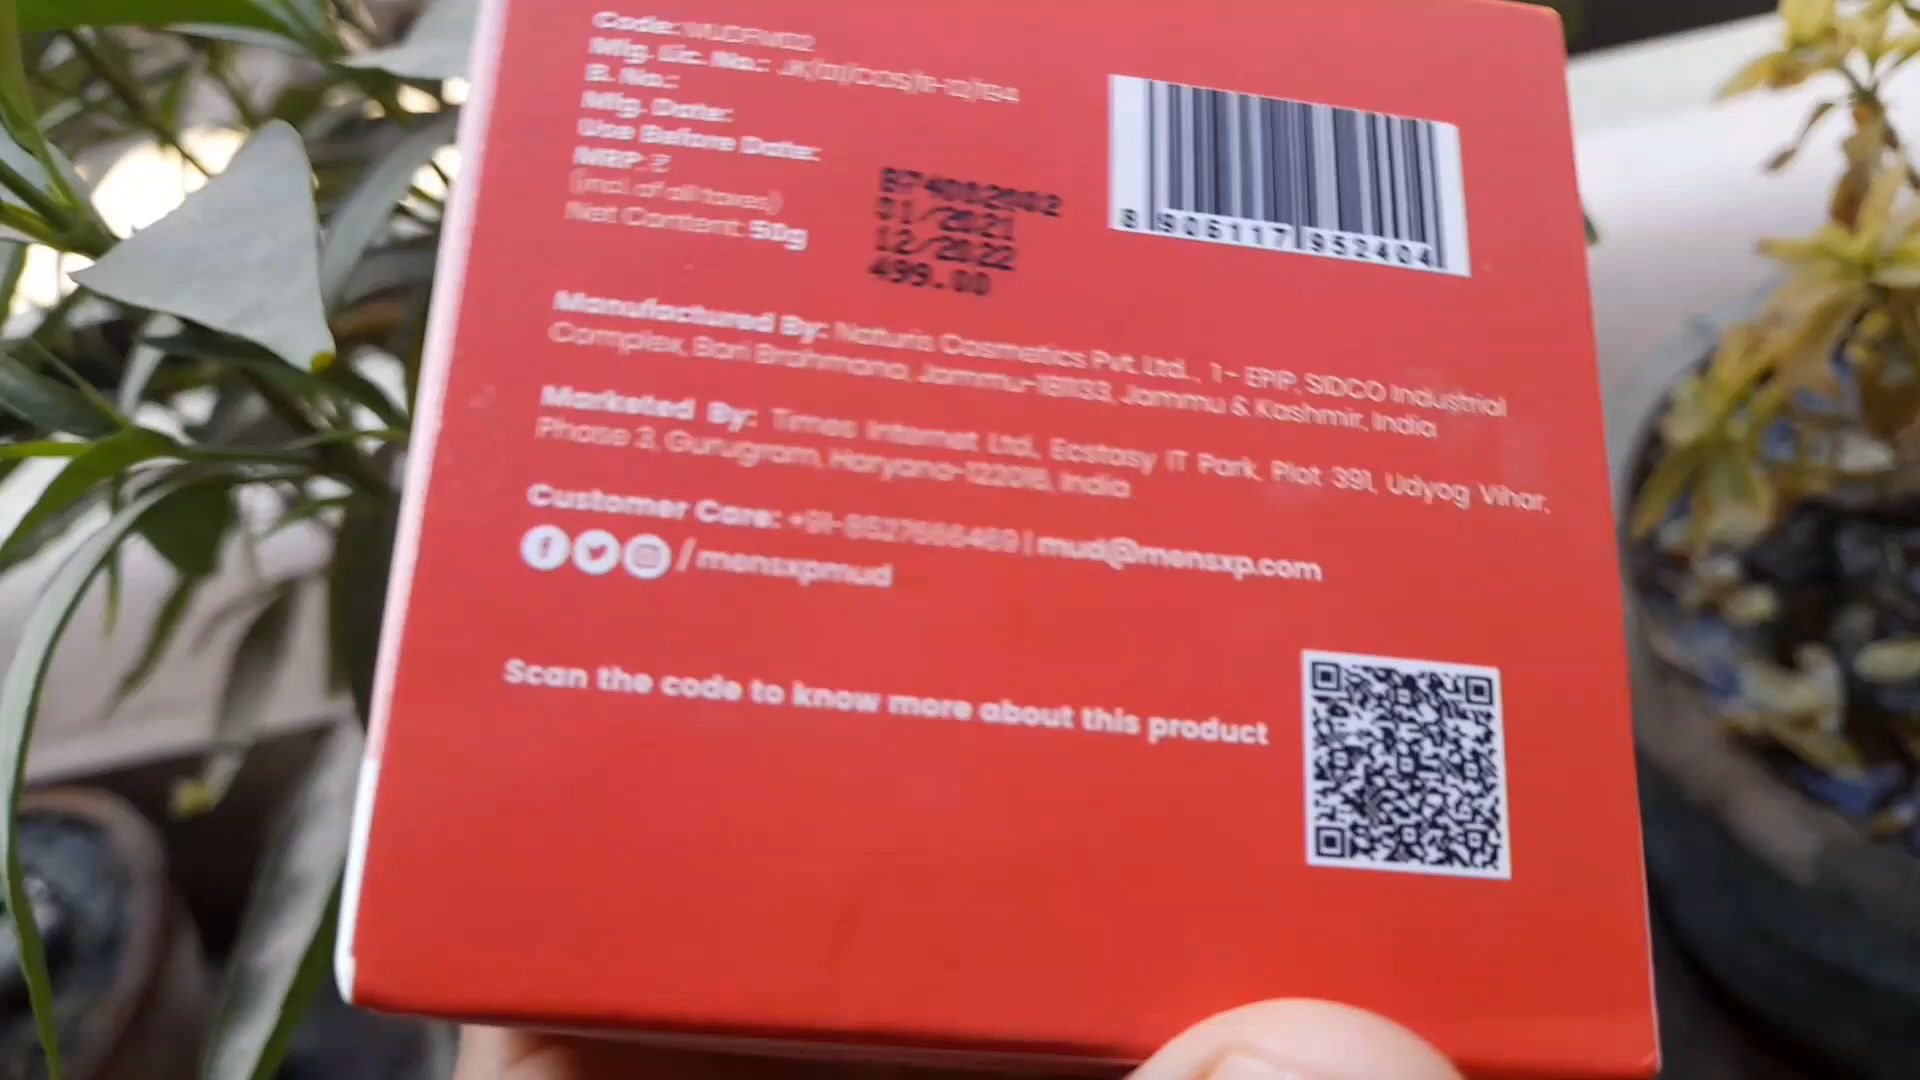 Code: MUDFW02
Mfg. Lic. No.:
B. No.:
Mfg. Date:
Use Before Date:
MRP: ₹
(incl. of all taxes)
Net Content: 50g
01/2021
12/2022
499.00
8 906117 952404
Manufactured By: Naturis Cosmetics Pvt. Ltd., 1 - EPIP, SIDCO Industrial
Complex, Bari Brahmana, Jammu-181133, Jammu & Kashmir, India
Marketed By: Times Internet Ltd, Ecstasy IT Park, Plot 391, Udyog Vihar,
Phase 3, Gurugram, Haryana-122016, India
Customer Care: | mud@mensxp.com
/mensxpmud
Scan the code to know more about this product